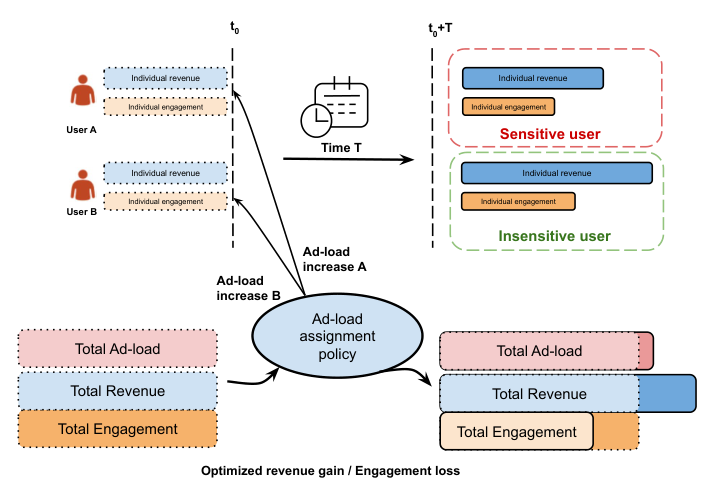 t0
t0+T
Individual revenue
Individual engagement
User A
Individual revenue
Individual engagement
User B
Time T
Individual revenue
Individual engagement
Sensitive user
Individual revenue
Individual engagement
Insensitive user
Ad-load
increase A
Ad-load
increase B
Ad-load
assignment
policy
Total Ad-load
Total Revenue
Total Engagement
Total Ad-load
Total Revenue
Total Engagement
Optimized revenue gain / Engagement loss